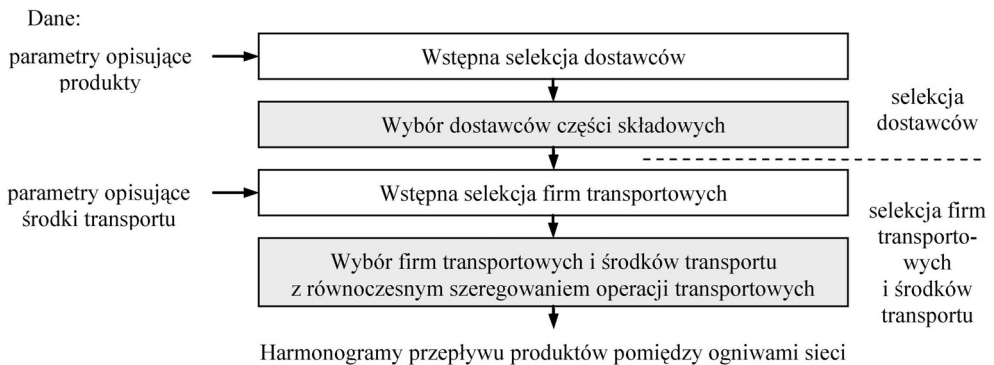 Dane:
parametry opisujące
produkty
Wstępna selekcja dostawców
Wybór dostawców części składowych
selekcja
dostawców
parametry opisujące
środki transportu
Wstępna selekcja firm transportowych
Wybór firm transportowych i środków transportu
z równoczesnym szeregowaniem operacji transportowych
selekcja firm
transporto-
wych
i środków
transportu
Harmonogramy przepływu produktów pomiędzy ogniwami sieci